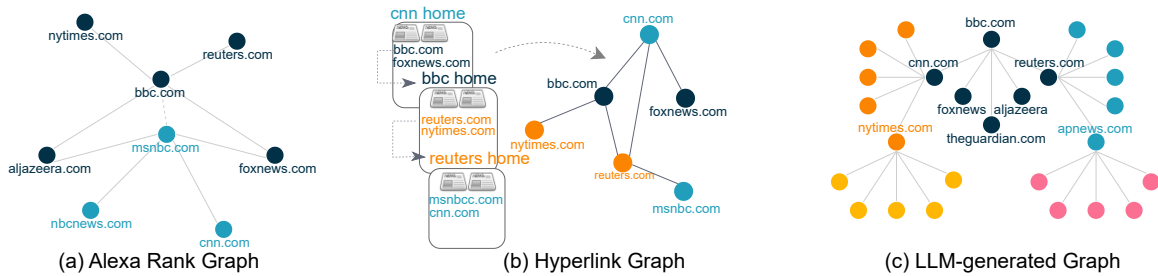 nytimes.com
reuters.com
bbc.com
msnbc.com
aljazeera.com
foxnews.com
nbcnews.com
cnn.com
(a) Alexa Rank Graph
cnn home
bbc.com
foxnews.com
bbc home
reuters.com
nytimes.com
reuters home
msnbcc.com
cnn.com
cnn.com
bbc.com
foxnews.com
nytimes.com
reuters.com
msnbc.com
(b) Hyperlink Graph
bbc.com
cnn.com
reuters.com
foxnews
aljazeera
theguardian.com
nytimes.com
apnews.com
(c) LLM-generated Graph